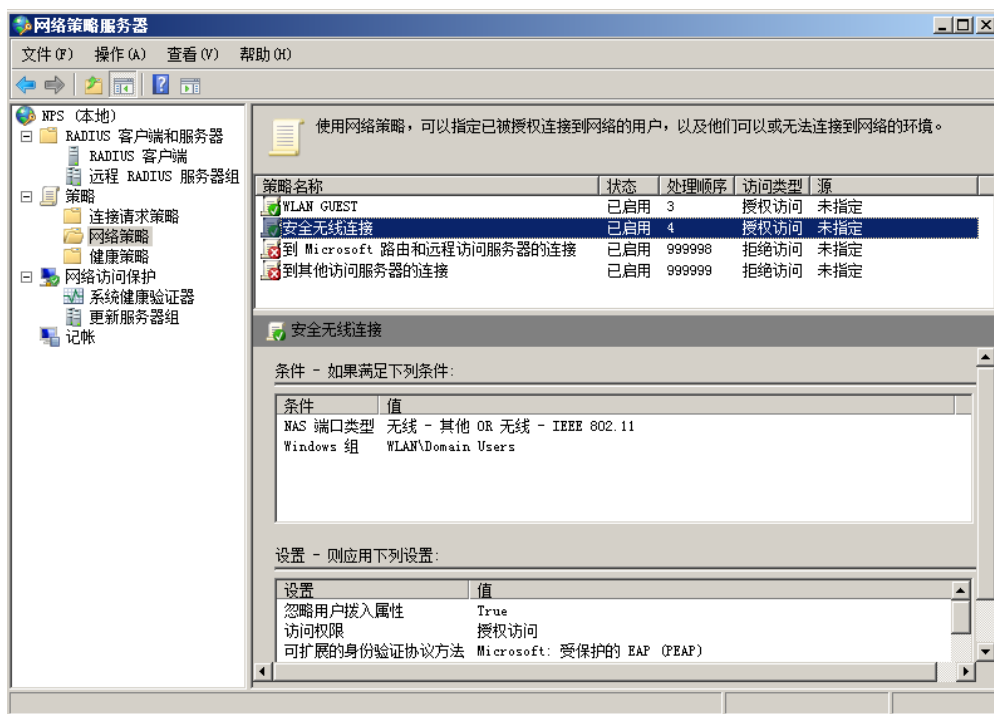 网络策略服务器
文件(F) 操作(A) 查看(V) 帮助(H)
NPS (本地)
RADIUS 客户端和服务器
RADIUS 客户端
远程 RADIUS 服务器组
策略
连接请求策略
网络策略
健康策略
网络访问保护
系统健康验证器
更新服务器组
记帐
使用网络策略，可以指定已被授权连接到网络的用户，以及他们可以或无法连接到网络的环境。
策略名称 状态 处理顺序 访问类型 源
WLAN GUEST 已启用 3 授权访问 未指定
安全无线连接 已启用 4 授权访问 未指定
到 Microsoft 路由和远程访问服务器的连接 已启用 999998 拒绝访问 未指定
到其他访问服务器的连接 已启用 999999 拒绝访问 未指定
安全无线连接
条件 - 如果满足下列条件:
条件 值
NAS 端口类型 无线 - 其他 OR 无线 - IEEE 802.11
Windows 组 WLAN\Domain Users
设置 - 则应用下列设置:
设置 值
忽略用户拨入属性 True
访问权限 授权访问
可扩展的身份验证协议方法 Microsoft: 受保护的 EAP (PEAP)